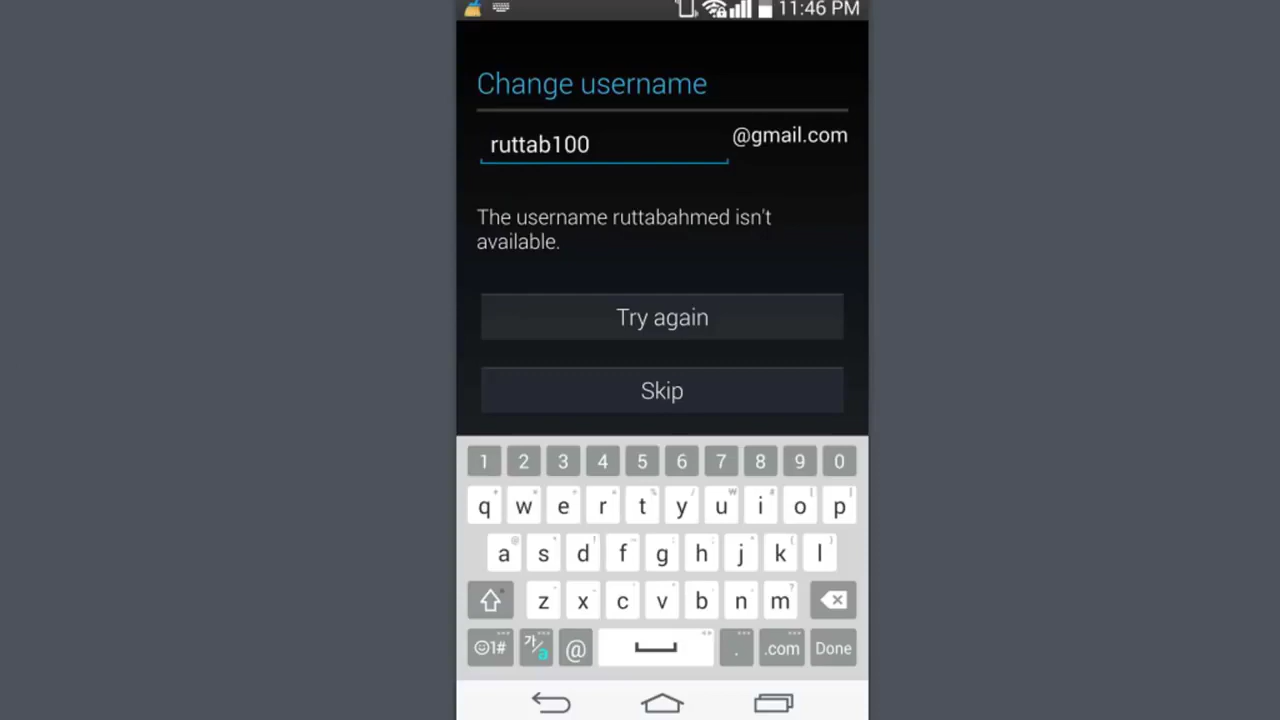 11:46 PM
Change username
ruttab100 @gmail.com
The username ruttabahmed isn't
available.
Try again
Skip
1 2 3 4 5 6 7 8 9 0
q w e r t y u i o p
a s d f g h j k l
z x c v b n m
☺1# 가/a @ . .com Done